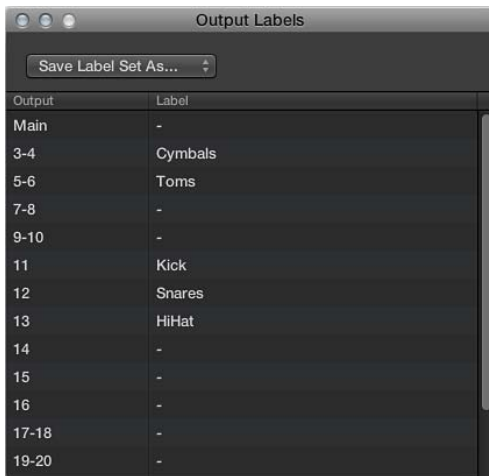 Output Labels
Save Label Set As...
Output Label
Main -
3-4 Cymbals
5-6 Toms
7-8 -
9-10 -
11 Kick
12 Snares
13 HiHat
14 -
15 -
16 -
17-18 -
19-20 -